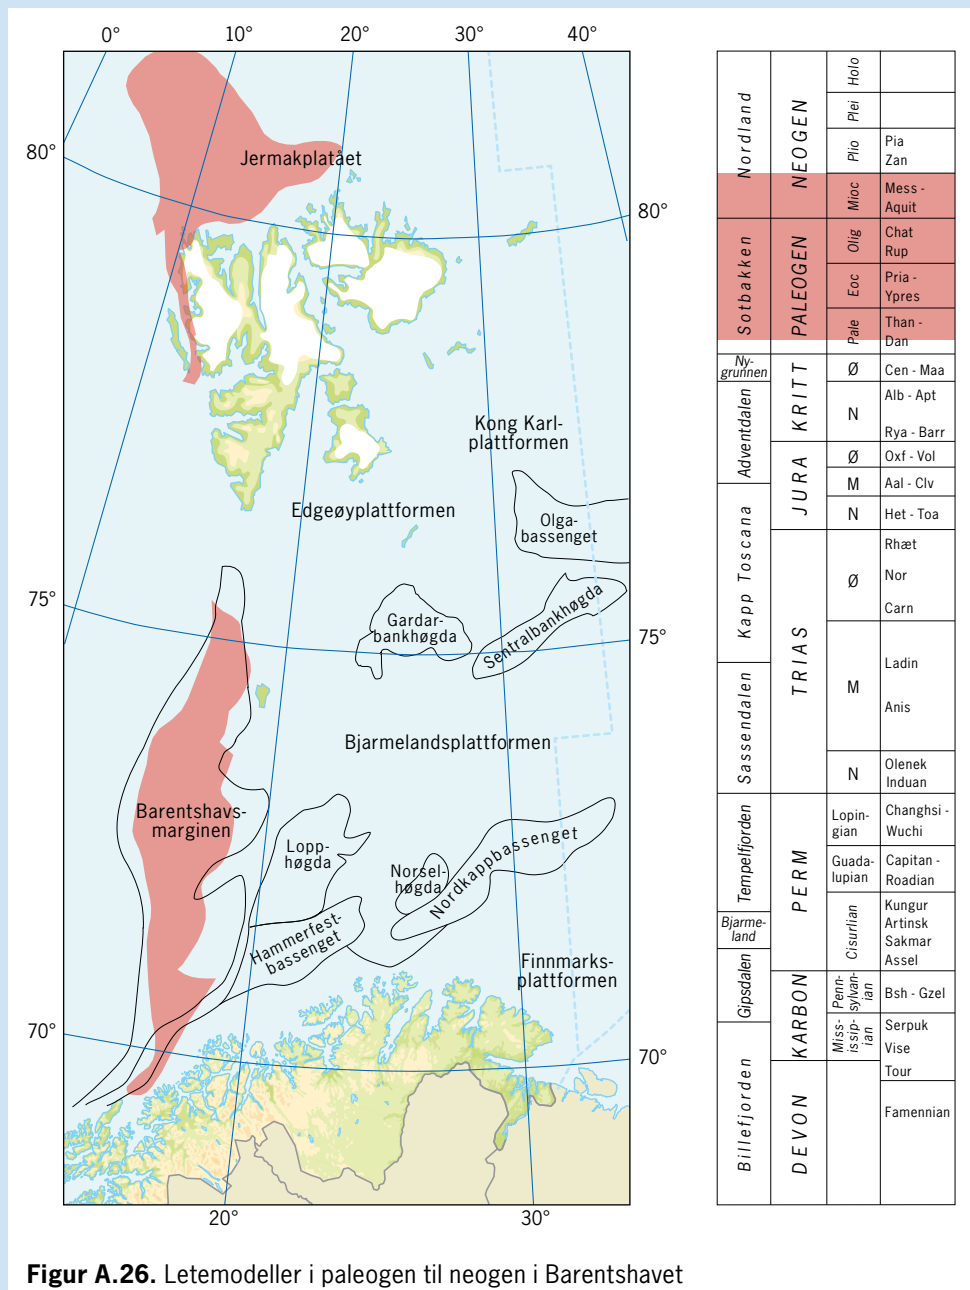 0° 10° 20° 30° 40°
80°
Jermakplatået
80°
Kong Karl-
plattformen
Edgeøyplattformen
Olga-
bassenget
75°
Gardar-
bankhøgda
Sentralbankhøgda
75°
Bjarmelandsplattformen
Barentshavs-
marginen
Lopp-
høgda
Norsel-
høgda
Nordkappbassenget
Hammerfest-
bassenget
Finnmarks-
plattformen
70°
70°
20° 30°
Nordland
Sotbakken
Ny-
grunnen
Adventdalen
Kapp Toscana
Sassendalen
Tempelfjorden
Bjarme-
land
Gipsdalen
Billefjorden
NEOGEN
PALEOGEN
KRITT
JURA
TRIAS
PERM
KARBON
DEVON
Holo
Plei
Plio
Mioc
Olig
Eoc
Pale
Ø
N
Ø
M
N
Ø
M
N
Lopin-
gian
Guada-
lupian
Cisurlian
Penn-
sylvan-
ian
Miss-
issip-
ian
Pia
Zan
Mess -
Aquit
Chat
Rup
Pria -
Ypres
Than -
Dan
Cen - Maa
Alb - Apt
Rya - Barr
Oxf - Vol
Aal - Clv
Het - Toa
Rhæt
Nor
Carn
Ladin
Anis
Olenek
Induan
Changhsi -
Wuchi
Capitan -
Roadian
Kungur
Artinsk
Sakmar
Assel
Bsh - Gzel
Serpuk
Vise
Tour
Famennian
Figur A.26. Letemodeller i paleogen til neogen i Barentshavet